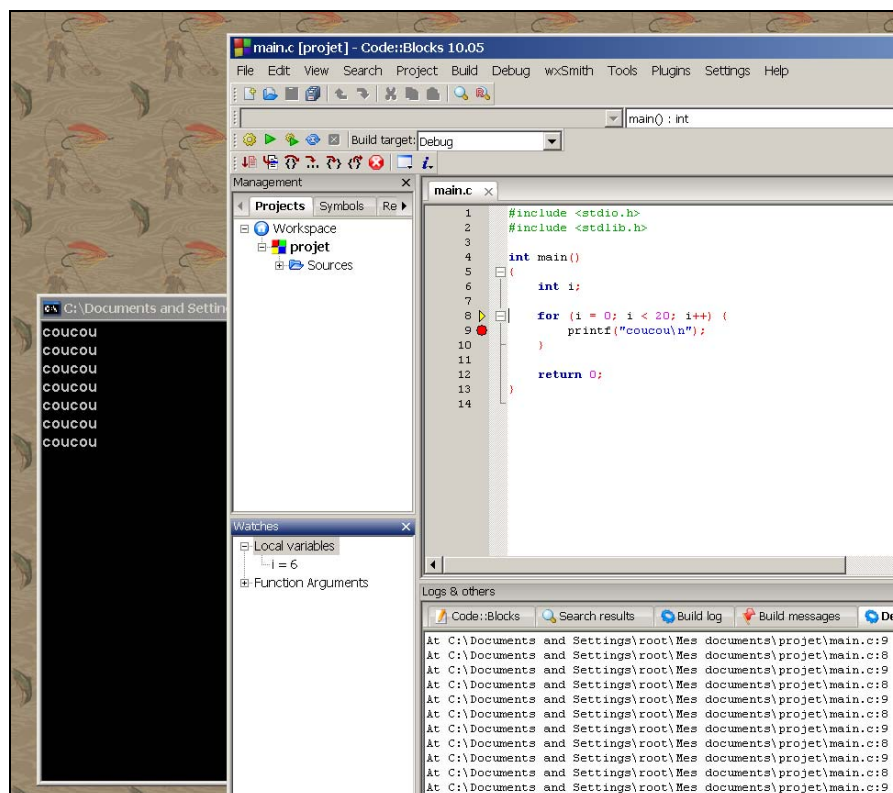 main.c [projet] - Code::Blocks 10.05
File Edit View Search Project Build Debug wxSmith Tools Plugins Settings Help
main() : int
Build target: Debug
Management
Projects Symbols Re
Workspace
projet
Sources
main.c
1 #include <stdio.h>
2 #include <stdlib.h>
3
4 int main()
5 {
6 int i;
7
8 for (i = 0; i < 20; i++) {
9 printf("coucou\n");
10 }
11
12 return 0;
13 }
14
C:\Documents and Settin
coucou
coucou
coucou
coucou
coucou
coucou
coucou
Watches
Local variables
i = 6
Function Arguments
Logs & others
Code::Blocks Search results Build log Build messages De
At C:\Documents and Settings\root\Mes documents\projet\main.c:9
At C:\Documents and Settings\root\Mes documents\projet\main.c:8
At C:\Documents and Settings\root\Mes documents\projet\main.c:9
At C:\Documents and Settings\root\Mes documents\projet\main.c:8
At C:\Documents and Settings\root\Mes documents\projet\main.c:9
At C:\Documents and Settings\root\Mes documents\projet\main.c:8
At C:\Documents and Settings\root\Mes documents\projet\main.c:9
At C:\Documents and Settings\root\Mes documents\projet\main.c:8
At C:\Documents and Settings\root\Mes documents\projet\main.c:9
At C:\Documents and Settings\root\Mes documents\projet\main.c:8
At C:\Documents and Settings\root\Mes documents\projet\main.c:9